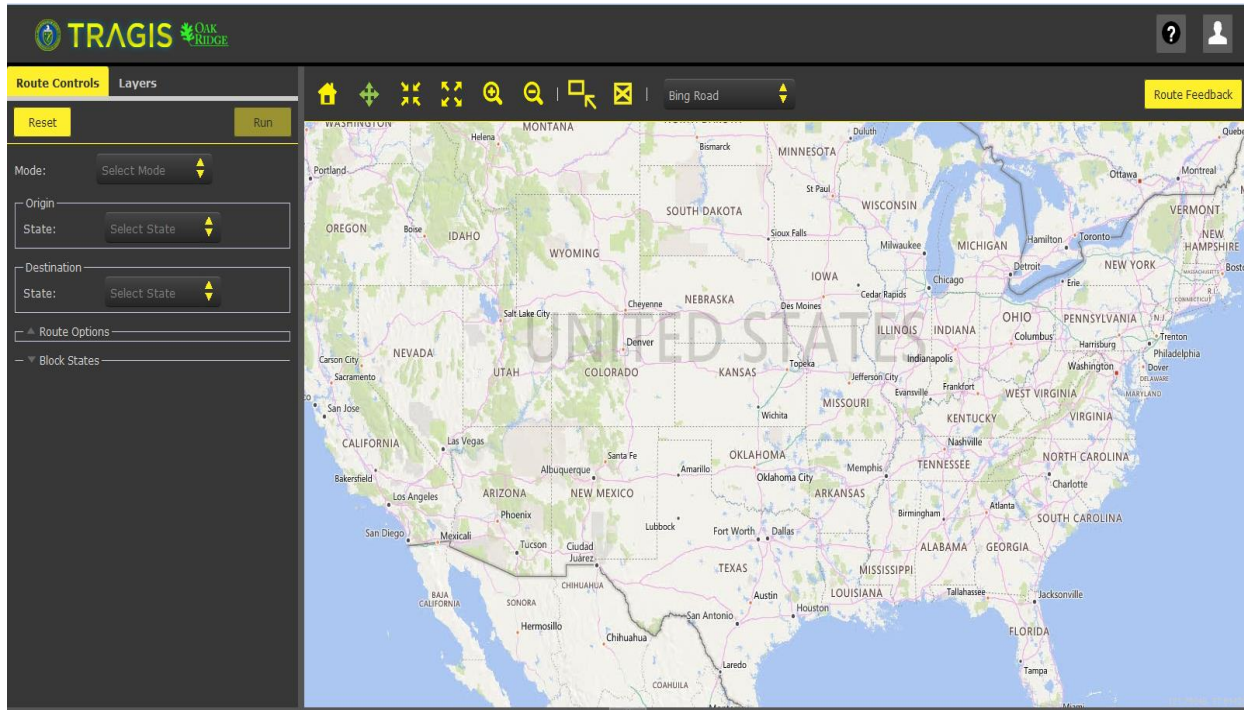 TRAGIS OAK RIDGE
?
Route Controls Layers
Bing Road
Route Feedback
Reset Run
Mode: Select Mode
Origin
State: Select State
Destination
State: Select State
Route Options
Block States
WASHINGTON
Helena
MONTANA
Bismarck
Duluth
MINNESOTA
Portland
St Paul
Ottawa
Montreal
OREGON
Boise
IDAHO
SOUTH DAKOTA
WISCONSIN
VERMONT
WYOMING
Sioux Falls
Milwaukee
MICHIGAN
Hamilton
Toronto
NEW HAMPSHIRE
Detroit
NEW YORK
MASSACHUSETTS
IOWA
Chicago
Erie
R.I.
CONNECTICUT
Cheyenne
NEBRASKA
Des Moines
Cedar Rapids
Salt Lake City
OHIO
PENNSYLVANIA
N.J.
UNITED STATES
ILLINOIS
INDIANA
Columbus
Harrisburg
Trenton
Denver
Carson City
NEVADA
Indianapolis
Philadelphia
Sacramento
UTAH
COLORADO
KANSAS
Topeka
Jefferson City
Washington
Dover
DELAWARE
Evansville
Frankfort
WEST VIRGINIA
MARYLAND
San Jose
MISSOURI
Wichita
KENTUCKY
VIRGINIA
CALIFORNIA
Las Vegas
Nashville
Santa Fe
OKLAHOMA
NORTH CAROLINA
Bakersfield
Albuquerque
Amarillo
Oklahoma City
Memphis
TENNESSEE
Charlotte
Los Angeles
ARIZONA
NEW MEXICO
ARKANSAS
Phoenix
Birmingham
Atlanta
SOUTH CAROLINA
San Diego
Mexicali
Lubbock
Fort Worth
Dallas
Tucson
Ciudad Juárez
ALABAMA
GEORGIA
TEXAS
MISSISSIPPI
CHIHUAHUA
BAJA CALIFORNIA
SONORA
Austin
LOUISIANA
Tallahassee
Jacksonville
San Antonio
Houston
Hermosillo
Chihuahua
FLORIDA
Laredo
Tampa
COAHUILA
Miami